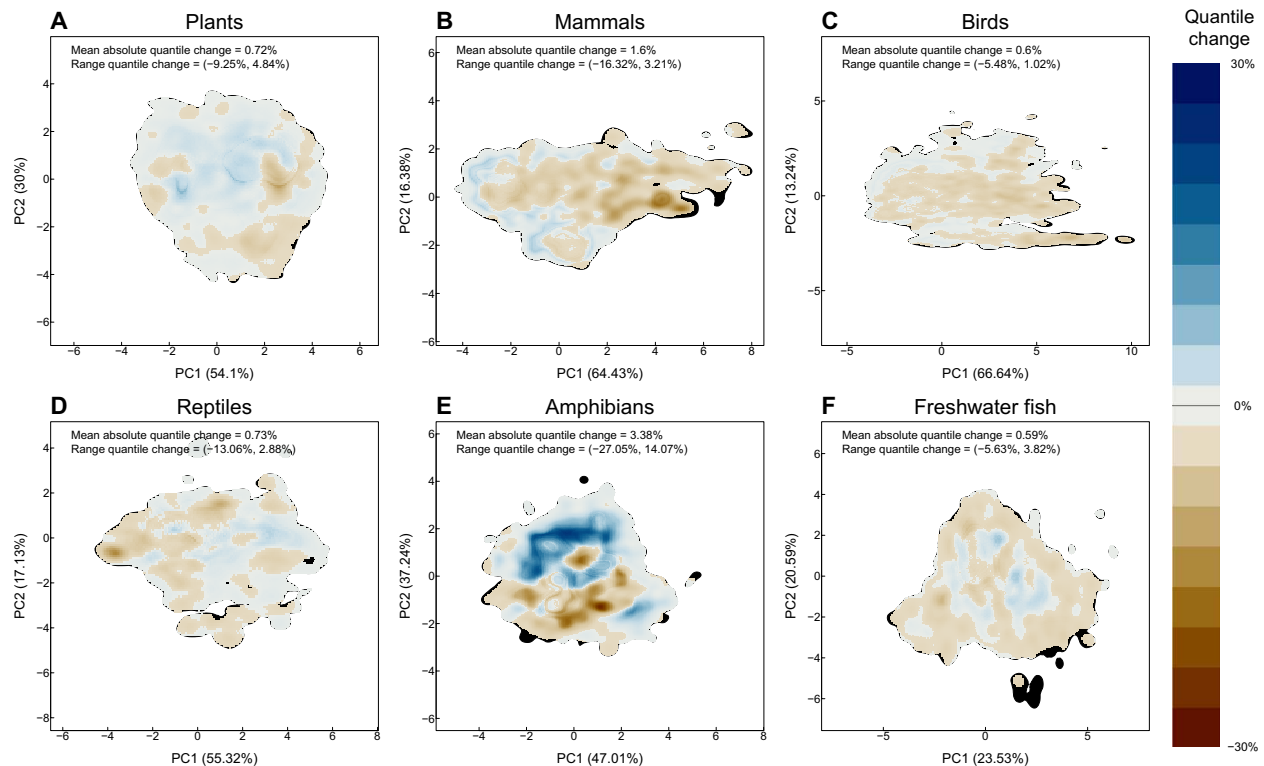 A Plants
Mean absolute quantile change = 0.72%
Range quantile change = (−9.25%, 4.84%)
4
2
0
−2
−4
−6
PC2 (30%)
−6 −4 −2 0 2 4 6
PC1 (54.1%)
B Mammals
Mean absolute quantile change = 1.6%
Range quantile change = (−16.32%, 3.21%)
6
4
2
0
−2
−4
−6
PC2 (16.38%)
−4 −2 0 2 4 6 8
PC1 (64.43%)
C Birds
Mean absolute quantile change = 0.6%
Range quantile change = (−5.48%, 1.02%)
5
0
−5
PC2 (13.24%)
−5 0 5 10
PC1 (66.64%)
Quantile
change
30%
0%
−30%
D Reptiles
Mean absolute quantile change = 0.73%
Range quantile change = (−13.06%, 2.88%)
4
2
0
−2
−4
−6
−8
PC2 (17.13%)
−6 −4 −2 0 2 4 6 8
PC1 (55.32%)
E Amphibians
Mean absolute quantile change = 3.38%
Range quantile change = (−27.05%, 14.07%)
6
4
2
0
−2
−4
−6
PC2 (37.24%)
−4 −2 0 2 4 6 8
PC1 (47.01%)
F Freshwater fish
Mean absolute quantile change = 0.59%
Range quantile change = (−5.63%, 3.82%)
6
4
2
0
−2
−4
−6
PC2 (20.59%)
−5 0 5
PC1 (23.53%)